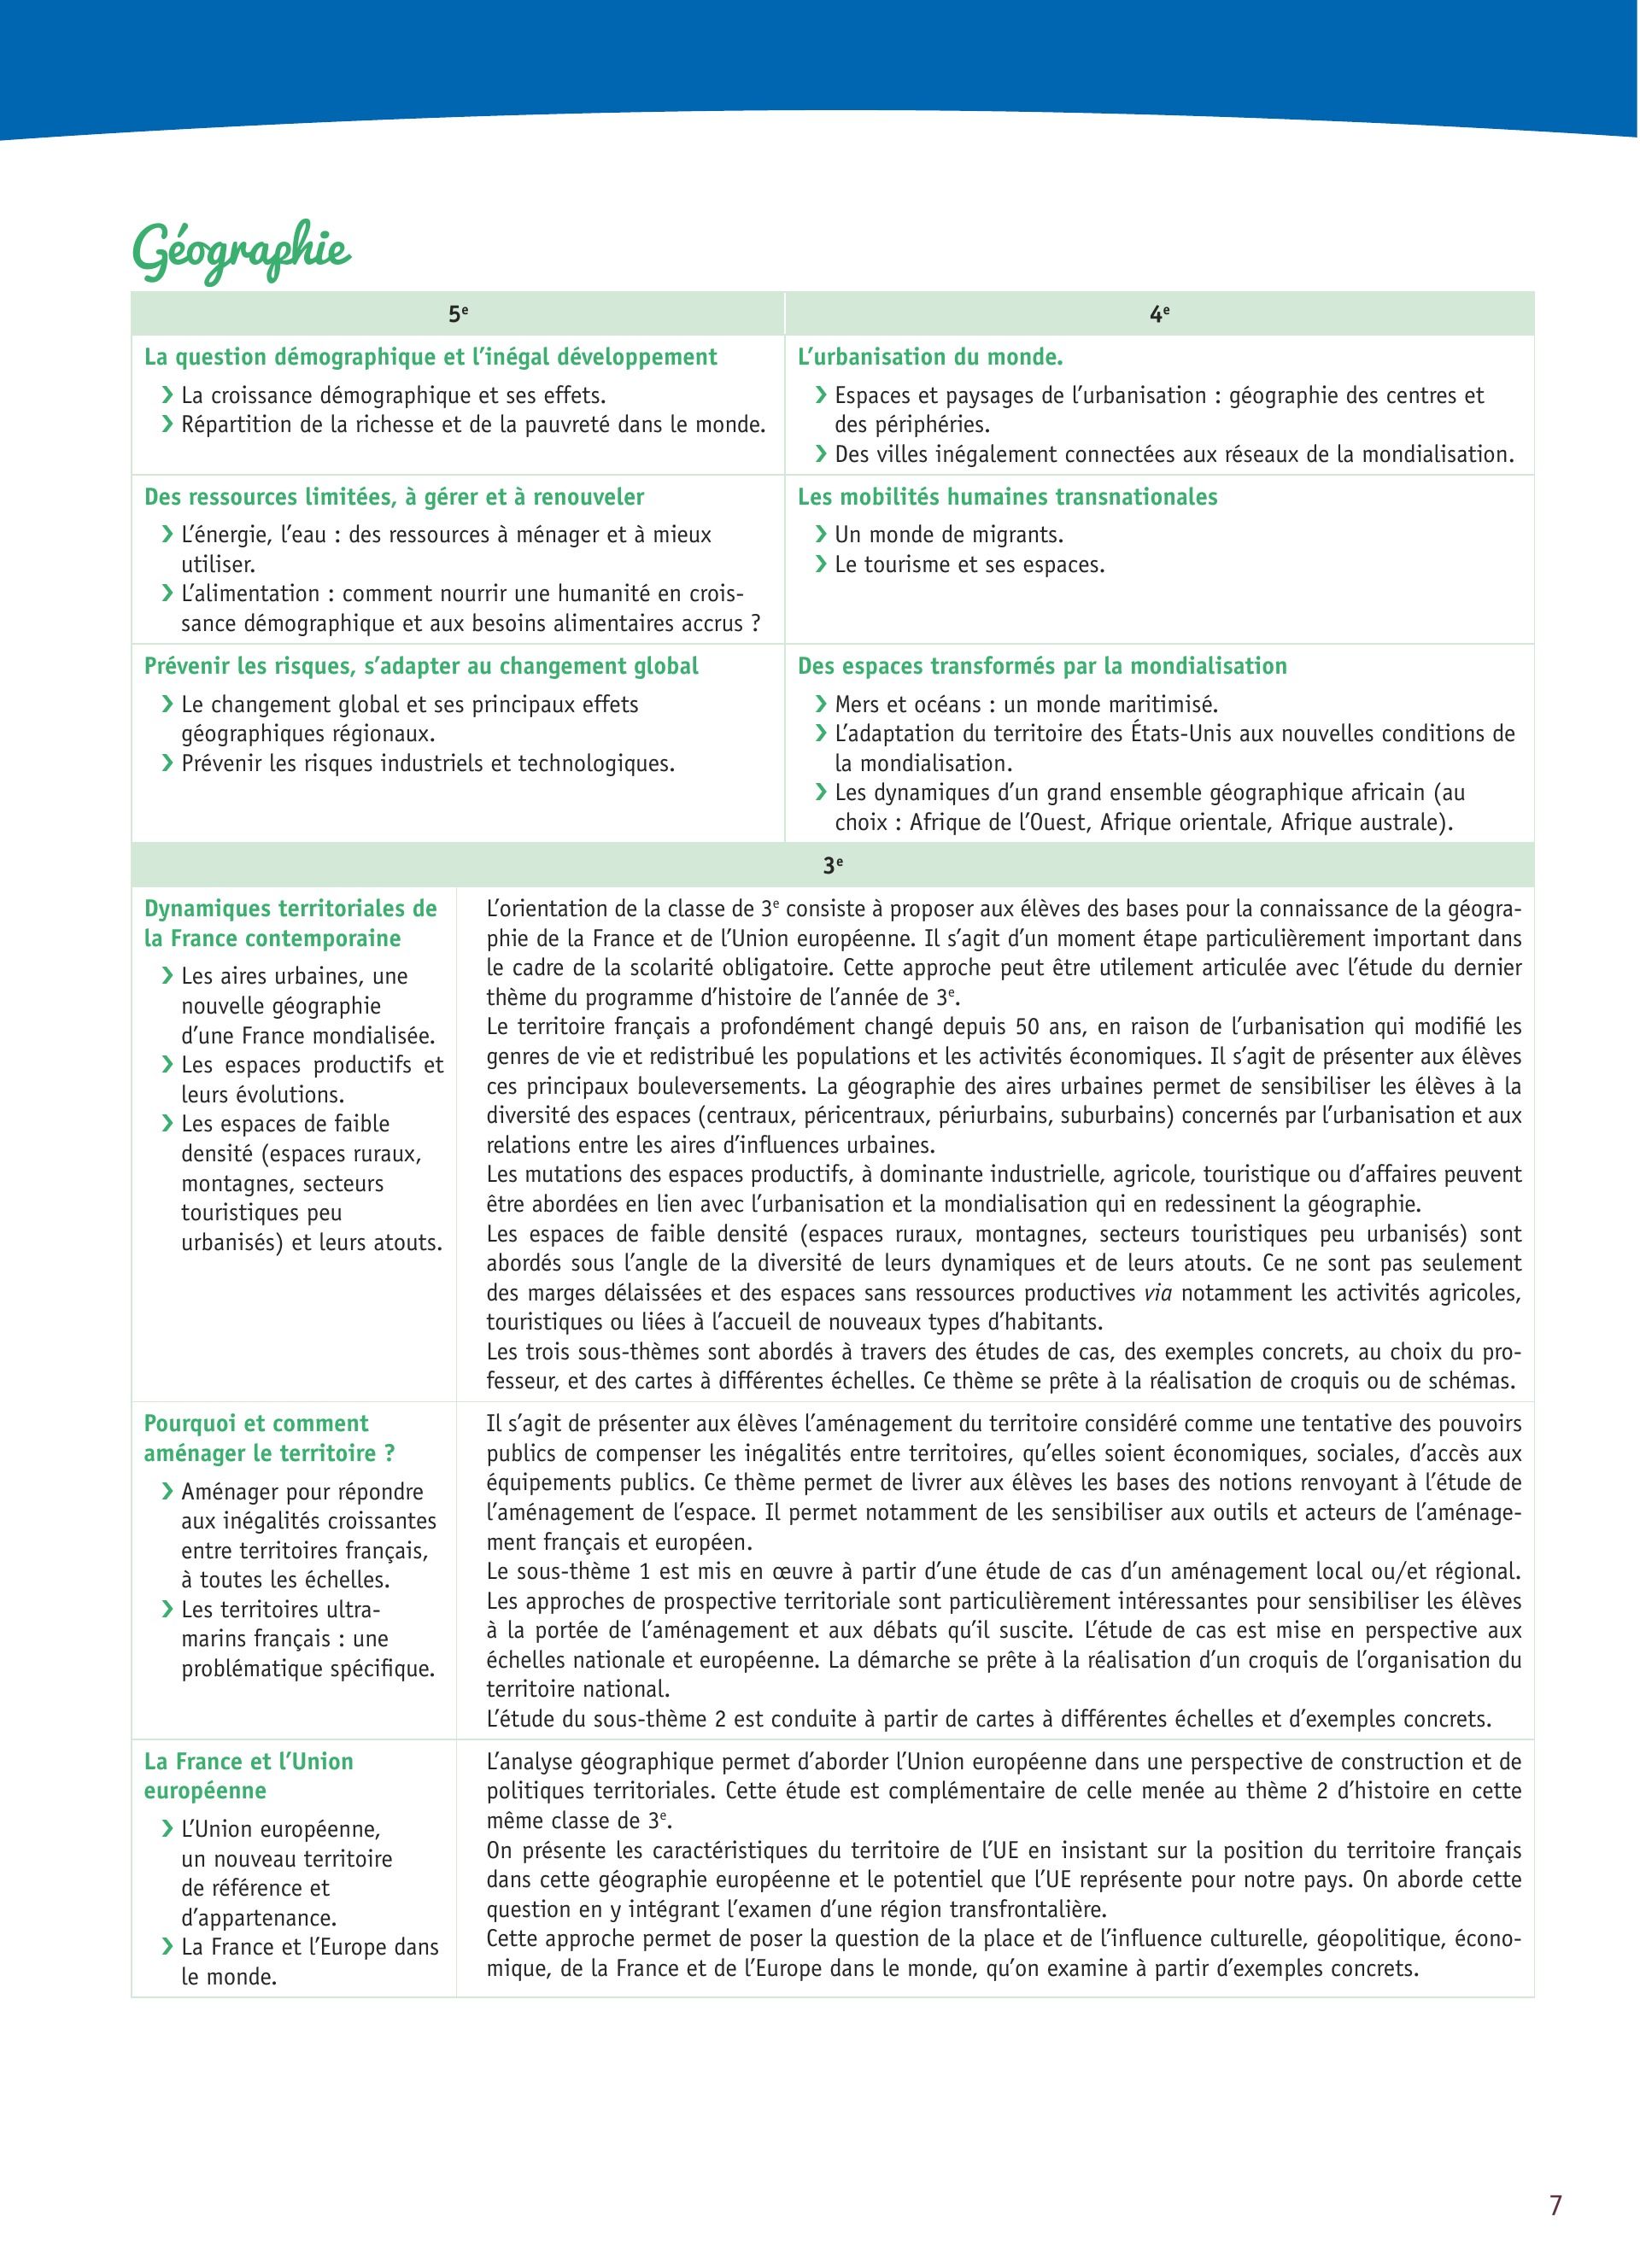 Géographie
5e
4e
La question démographique et l’inégal développement
❯ La croissance démographique et ses effets.
❯ Répartition de la richesse et de la pauvreté dans le monde.
L’urbanisation du monde.
❯ Espaces et paysages de l’urbanisation : géographie des centres et
des périphéries.
❯ Des villes inégalement connectées aux réseaux de la mondialisation.
Des ressources limitées, à gérer et à renouveler
❯ L’énergie, l’eau : des ressources à ménager et à mieux
utiliser.
❯ L’alimentation : comment nourrir une humanité en crois-
sance démographique et aux besoins alimentaires accrus ?
Les mobilités humaines transnationales
❯ Un monde de migrants.
❯ Le tourisme et ses espaces.
Prévenir les risques, s’adapter au changement global
❯ Le changement global et ses principaux effets
géographiques régionaux.
❯ Prévenir les risques industriels et technologiques.
Des espaces transformés par la mondialisation
❯ Mers et océans : un monde maritimisé.
❯ L’adaptation du territoire des États-Unis aux nouvelles conditions de
la mondialisation.
❯ Les dynamiques d’un grand ensemble géographique africain (au
choix : Afrique de l’Ouest, Afrique orientale, Afrique australe).
3e
Dynamiques territoriales de
la France contemporaine
❯ Les aires urbaines, une
nouvelle géographie
d’une France mondialisée.
❯ Les espaces productifs et
leurs évolutions.
❯ Les espaces de faible
densité (espaces ruraux,
montagnes, secteurs
touristiques peu
urbanisés) et leurs atouts.
L’orientation de la classe de 3e consiste à proposer aux élèves des bases pour la connaissance de la géogra-
phie de la France et de l’Union européenne. Il s’agit d’un moment étape particulièrement important dans
le cadre de la scolarité obligatoire. Cette approche peut être utilement articulée avec l’étude du dernier
thème du programme d’histoire de l’année de 3e.
Le territoire français a profondément changé depuis 50 ans, en raison de l’urbanisation qui modifié les
genres de vie et redistribué les populations et les activités économiques. Il s’agit de présenter aux élèves
ces principaux bouleversements. La géographie des aires urbaines permet de sensibiliser les élèves à la
diversité des espaces (centraux, péricentraux, périurbains, suburbains) concernés par l’urbanisation et aux
relations entre les aires d’influences urbaines.
Les mutations des espaces productifs, à dominante industrielle, agricole, touristique ou d’affaires peuvent
être abordées en lien avec l’urbanisation et la mondialisation qui en redessinent la géographie.
Les espaces de faible densité (espaces ruraux, montagnes, secteurs touristiques peu urbanisés) sont
abordés sous l’angle de la diversité de leurs dynamiques et de leurs atouts. Ce ne sont pas seulement
des marges délaissées et des espaces sans ressources productives via notamment les activités agricoles,
touristiques ou liées à l’accueil de nouveaux types d’habitants.
Les trois sous-thèmes sont abordés à travers des études de cas, des exemples concrets, au choix du pro-
fesseur, et des cartes à différentes échelles. Ce thème se prête à la réalisation de croquis ou de schémas.
Pourquoi et comment
aménager le territoire ?
❯ Aménager pour répondre
aux inégalités croissantes
entre territoires français,
à toutes les échelles.
❯ Les territoires ultra-
marins français : une
problématique spécifique.
Il s’agit de présenter aux élèves l’aménagement du territoire considéré comme une tentative des pouvoirs
publics de compenser les inégalités entre territoires, qu’elles soient économiques, sociales, d’accès aux
équipements publics. Ce thème permet de livrer aux élèves les bases des notions renvoyant à l’étude de
l’aménagement de l’espace. Il permet notamment de les sensibiliser aux outils et acteurs de l’aménage-
ment français et européen.
Le sous-thème 1 est mis en œuvre à partir d’une étude de cas d’un aménagement local ou/et régional.
Les approches de prospective territoriale sont particulièrement intéressantes pour sensibiliser les élèves
à la portée de l’aménagement et aux débats qu’il suscite. L’étude de cas est mise en perspective aux
échelles nationale et européenne. La démarche se prête à la réalisation d’un croquis de l’organisation du
territoire national.
L’étude du sous-thème 2 est conduite à partir de cartes à différentes échelles et d’exemples concrets.
La France et l’Union
européenne
❯ L’Union européenne,
un nouveau territoire
de référence et
d’appartenance.
❯ La France et l’Europe dans
le monde.
L’analyse géographique permet d’aborder l’Union européenne dans une perspective de construction et de
politiques territoriales. Cette étude est complémentaire de celle menée au thème 2 d’histoire en cette
même classe de 3e.
On présente les caractéristiques du territoire de l’UE en insistant sur la position du territoire français
dans cette géographie européenne et le potentiel que l’UE représente pour notre pays. On aborde cette
question en y intégrant l’examen d’une région transfrontalière.
Cette approche permet de poser la question de la place et de l’influence culturelle, géopolitique, écono-
mique, de la France et de l’Europe dans le monde, qu’on examine à partir d’exemples concrets.
7